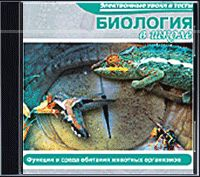 Электронные уроки и тесты
БИОЛОГИЯ
в школе
Функции и среда обитания животных организмов